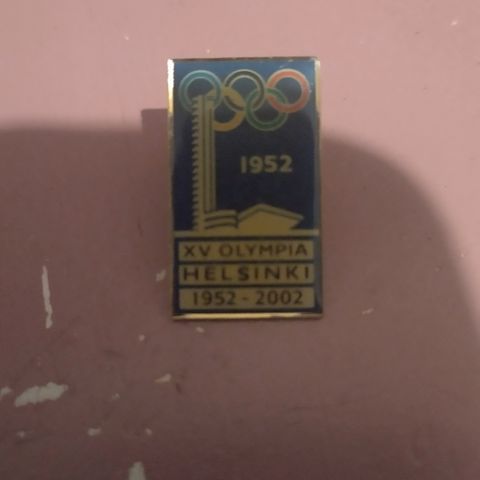 1952
XV OLYMPIA
HELSINKI
1952 - 2002